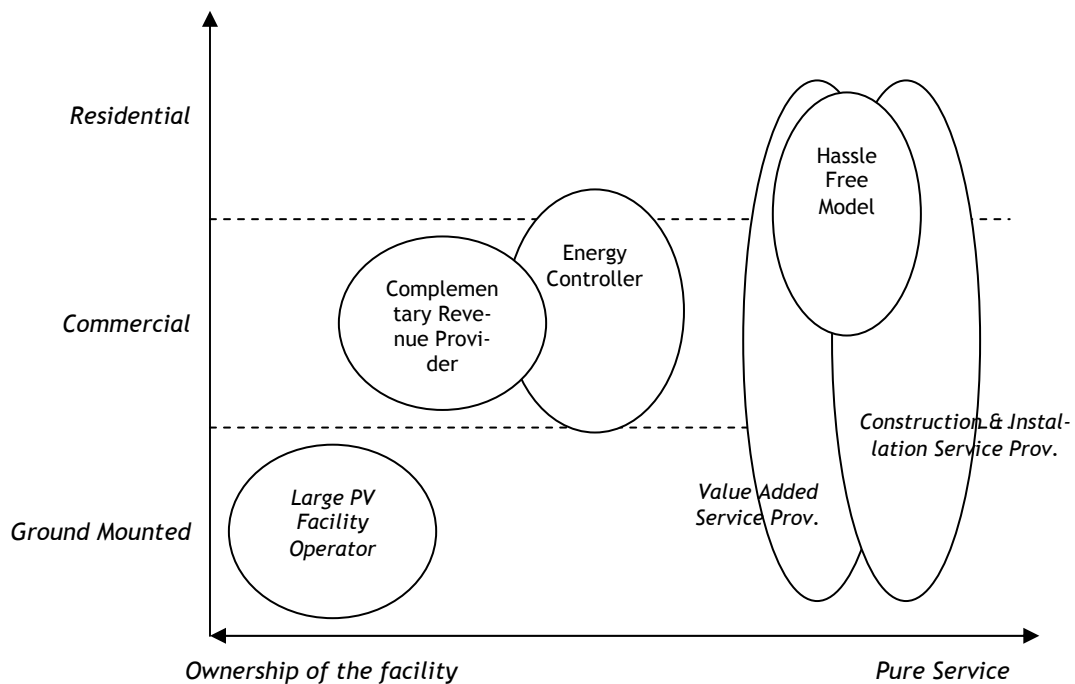 Residential
Hassle
Free
Model
Energy
Controller
Complemen
tary Reve-
nue Provi-
der
Commercial
Construction & Instal-
lation Service Prov.
Value Added
Service Prov.
Large PV
Facility
Operator
Ground Mounted
Ownership of the facility
Pure Service